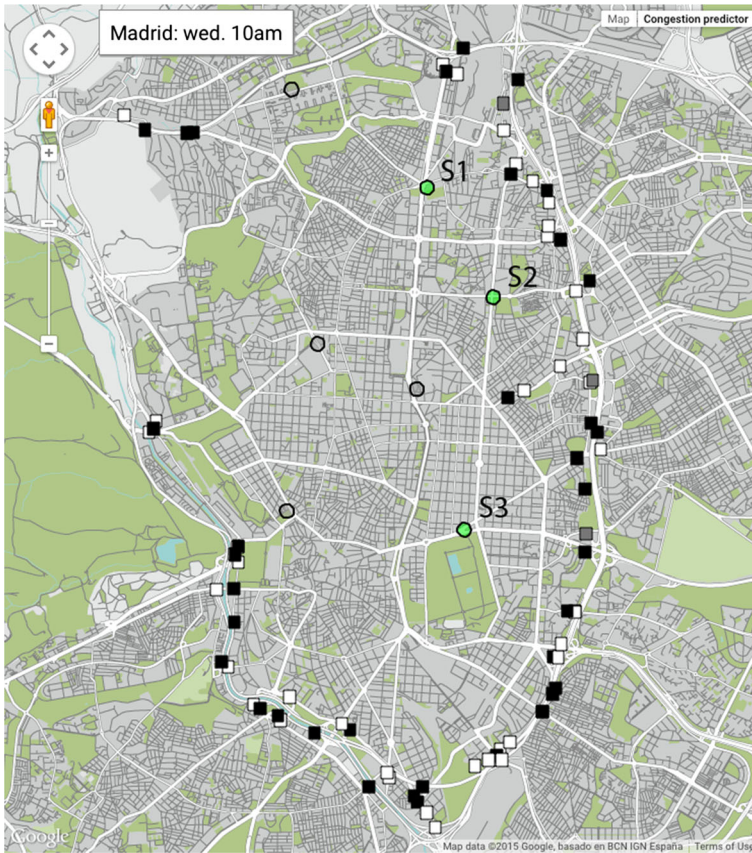 Madrid: wed. 10am
Map
Congestion predictor
S1
S2
S3
Google
Map data ©2015 Google, basado en BCN IGN España
Terms of Us